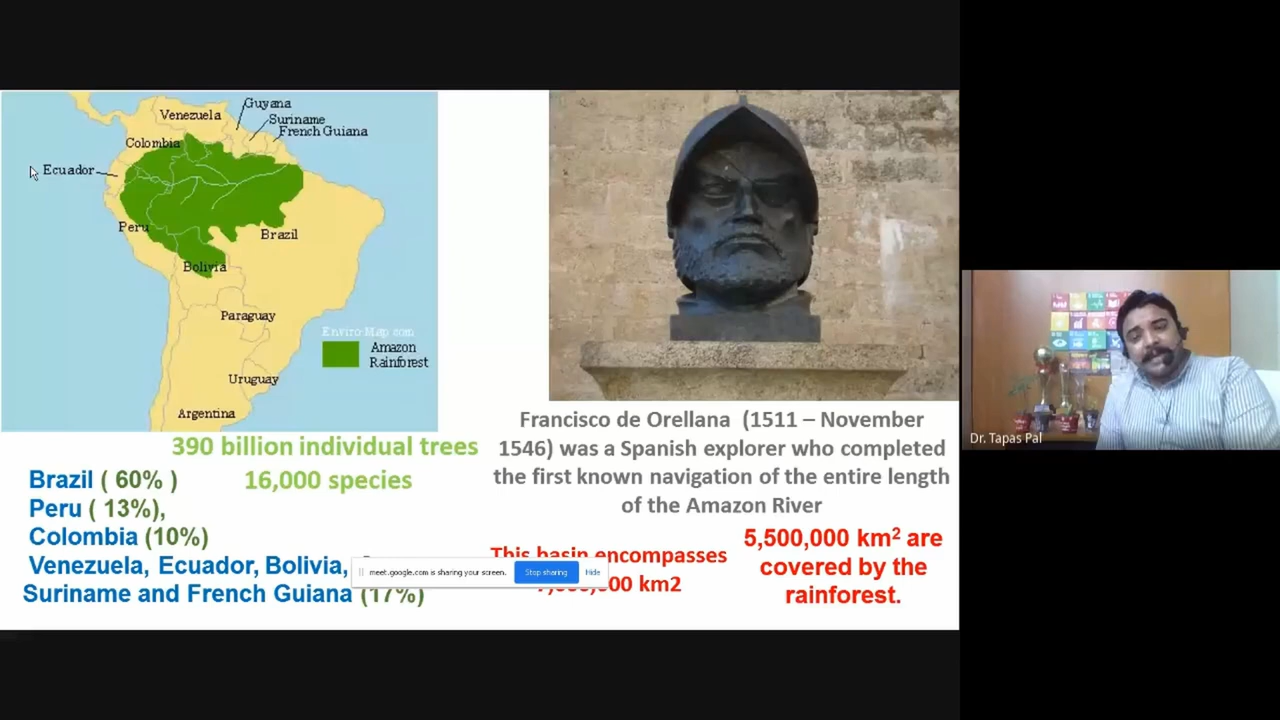 Guyana
Venezuela
Suriname
French Guiana
Colombia
Ecuador
Peru
Brazil
Bolivia
Paraguay
Enviro-Map.com
Amazon
Rainforest
Uruguay
Argentina
390 billion individual trees
16,000 species
Brazil ( 60% )
Peru ( 13%),
Colombia (10%)
Venezuela, Ecuador, Bolivia,
Suriname and French Guiana (17%)
Francisco de Orellana (1511 – November
1546) was a Spanish explorer who completed
the first known navigation of the entire length
of the Amazon River
This basin encompasses
km2
5,500,000 km² are
covered by the
rainforest.
meet.google.com is sharing your screen.
Stop sharing
Hide
Dr. Tapas Pal